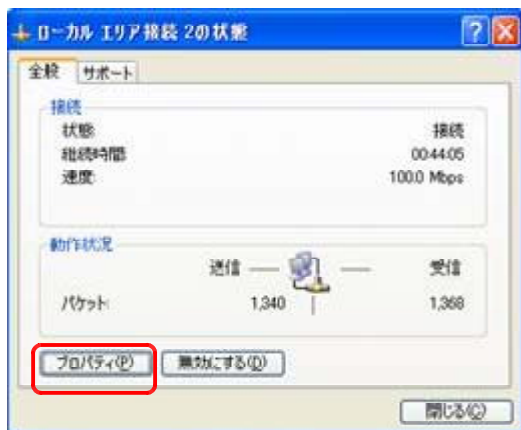 ローカル エリア接続 2の状態
全般 サポート
接続
状態: 接続
継続時間: 00:44:05
速度: 100.0 Mbps
動作状況
送信 受信
パケット: 1,340 1,368
プロパティ(P) 無効にする(D)
閉じる(C)